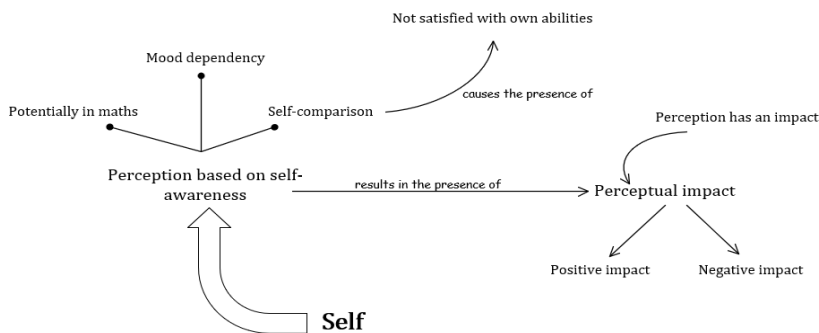 Not satisfied with own abilities
Mood dependency
causes the presence of
Potentially in maths
Self-comparison
Perception has an impact
Perception based on self-
awareness
results in the presence of
Perceptual impact
Positive impact
Negative impact
Self